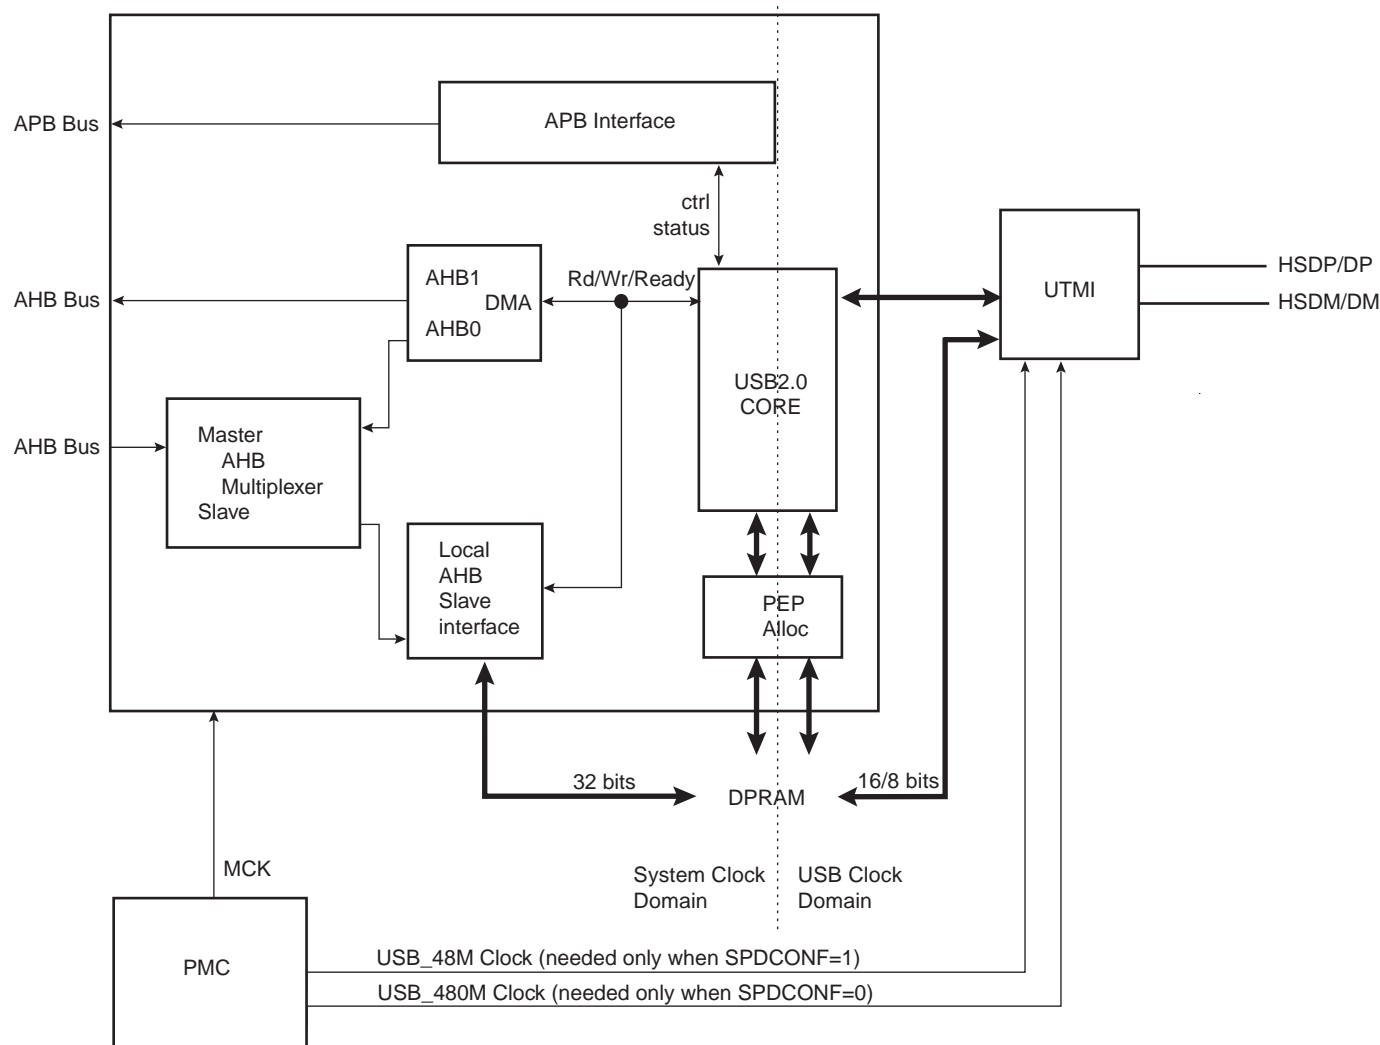 APB Bus
APB Interface
ctrl
status
AHB Bus
AHB1
DMA
AHB0
Rd/Wr/Ready
UTMI
HSDP/DP
HSDM/DM
USB2.0
CORE
AHB Bus
Master
AHB
Multiplexer
Slave
Local
AHB
Slave
interface
PEP
Alloc
32 bits
DPRAM
16/8 bits
MCK
System Clock
Domain
USB Clock
Domain
PMC
USB_48M Clock (needed only when SPDCONF=1)
USB_480M Clock (needed only when SPDCONF=0)